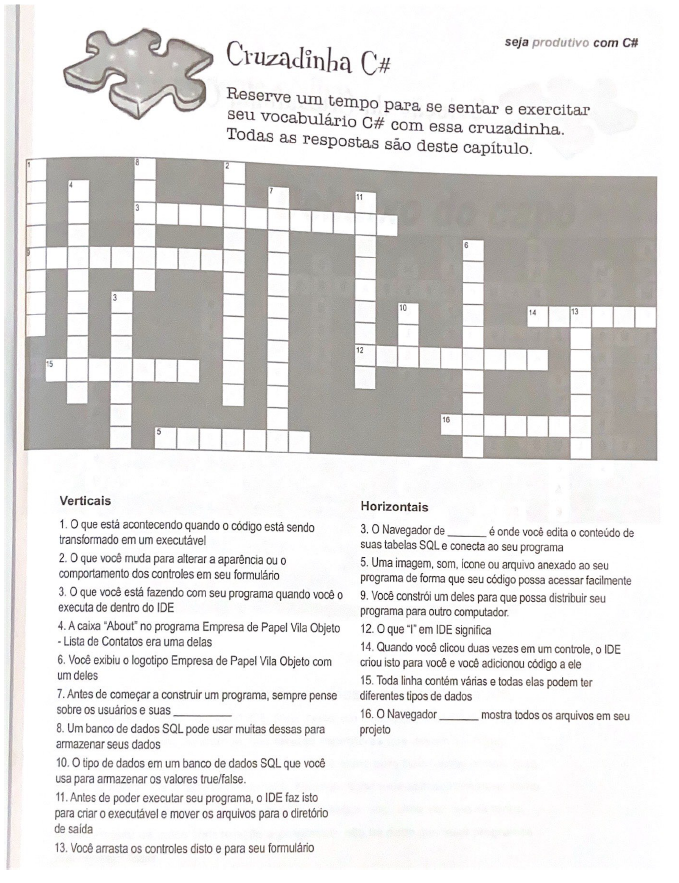 seja produtivo com C#
Cruzadinha C#
Reserve um tempo para se sentar e exercitar
seu vocabulário C# com essa cruzadinha.
Todas as respostas são deste capítulo.
1
8
2
4
7
11
3
6
9
3
10
14
13
12
15
16
5
Verticais
1. O que está acontecendo quando o código está sendo
transformado em um executável
2. O que você muda para alterar a aparência ou o
comportamento dos controles em seu formulário
3. O que você está fazendo com seu programa quando você o
executa de dentro do IDE
4. A caixa “About” no programa Empresa de Papel Vila Objeto
- Lista de Contatos era uma delas
6. Você exibiu o logotipo Empresa de Papel Vila Objeto com
um deles
7. Antes de começar a construir um programa, sempre pense
sobre os usuários e suas __________
8. Um banco de dados SQL pode usar muitas dessas para
armazenar seus dados
10. O tipo de dados em um banco de dados SQL que você
usa para armazenar os valores true/false.
11. Antes de poder executar seu programa, o IDE faz isto
para criar o executável e mover os arquivos para o diretório
de saída
13. Você arrasta os controles disto e para seu formulário
Horizontais
3. O Navegador de _______ é onde você edita o conteúdo de
suas tabelas SQL e conecta ao seu programa
5. Uma imagem, som, ícone ou arquivo anexado ao seu
programa de forma que seu código possa acessar facilmente
9. Você constrói um deles para que possa distribuir seu
programa para outro computador.
12. O que “I” em IDE significa
14. Quando você clicou duas vezes em um controle, o IDE
criou isto para você e você adicionou código a ele
15. Toda linha contém várias e todas elas podem ter
diferentes tipos de dados
16. O Navegador _______ mostra todos os arquivos em seu
projeto